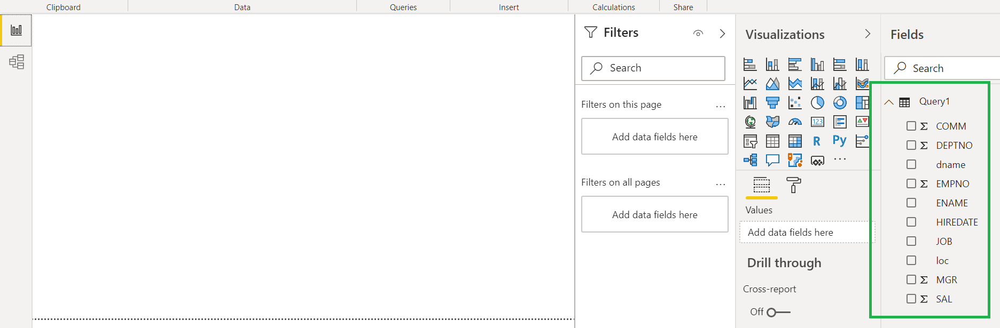 Clipboard
Data
Queries
Insert
Calculations
Share
Filters
Search
Filters on this page
...
Add data fields here
Filters on all pages
...
Add data fields here
Visualizations
123
R
Py
...
Values
Add data fields here
Drill through
Cross-report
Off
Fields
Search
Query1
Σ COMM
Σ DEPTNO
dname
Σ EMPNO
ENAME
HIREDATE
JOB
loc
Σ MGR
Σ SAL